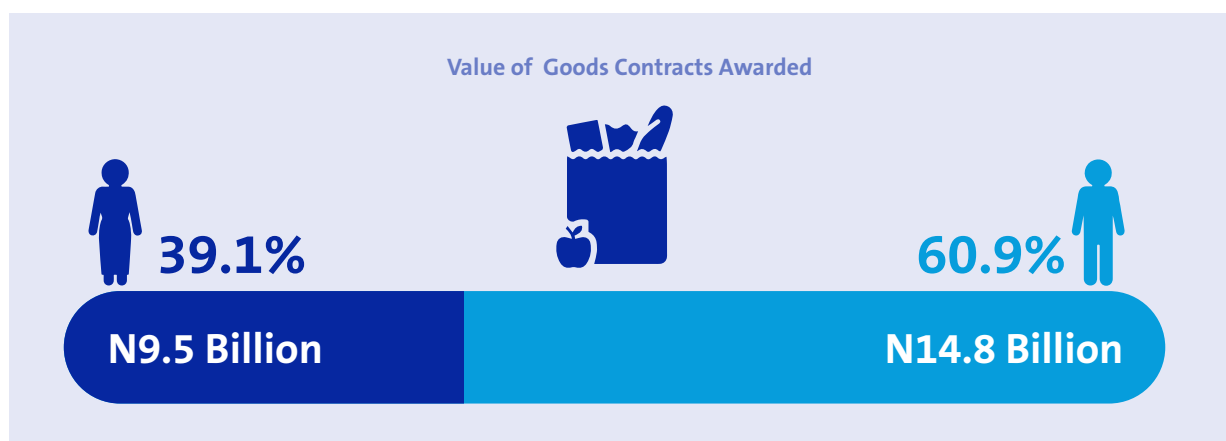 Value of Goods Contracts Awarded
39.1%
60.9%
N9.5 Billion
N14.8 Billion